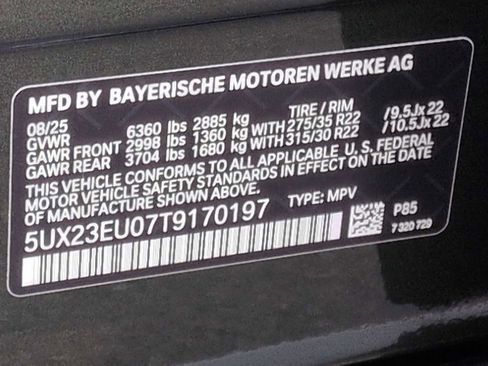 MFD BY BAYERISCHE MOTOREN WERKE AG
08/25 TIRE / RIM
GVWR 6360 lbs 2885 kg
GAWR FRONT 2998 lbs 1360 kg WITH 275/35 R22 /9.5Jx22
GAWR REAR 3704 lbs 1680 kg WITH 315/30 R22 /10.5Jx22
THIS VEHICLE CONFORMS TO ALL APPLICABLE U. S. FEDERAL
MOTOR VEHICLE SAFETY STANDARDS IN EFFECT ON THE DATE
OF MANUFACTURE SHOWN ABOVE.
5UX23EU07T9170197 TYPE: MPV
P85
7 320 729